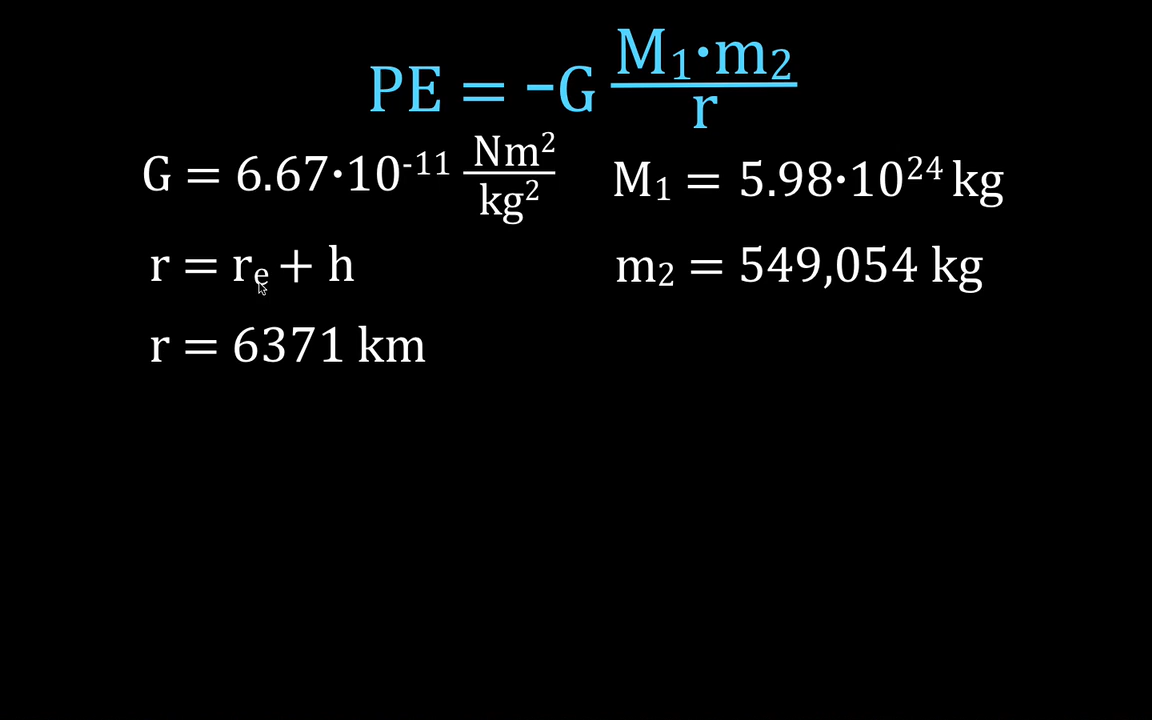 PE = -G M₁·m₂ / r
G = 6.67·10⁻¹¹ Nm² / kg²
M₁ = 5.98·10²⁴ kg
r = rₑ + h
m₂ = 549,054 kg
r = 6371 km